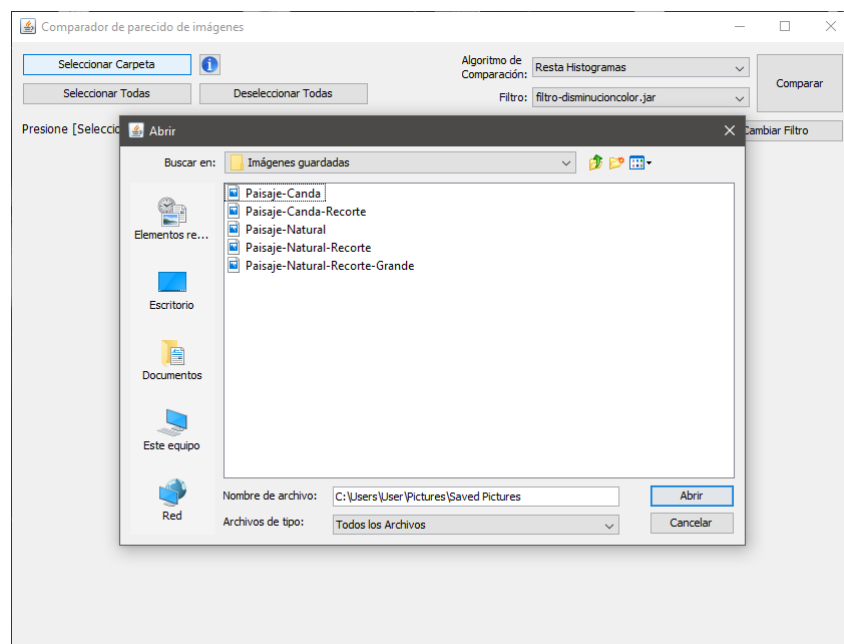 Comparador de parecido de imágenes
Seleccionar Carpeta
Algoritmo de
Comparación:
Resta Histogramas
Comparar
Seleccionar Todas
Deseleccionar Todas
Filtro:
filtro-disminucioncolor.jar
Presione [Selecc
Cambiar Filtro
Abrir
Buscar en:
Imágenes guardadas
Paisaje-Canda
Paisaje-Canda-Recorte
Paisaje-Natural
Paisaje-Natural-Recorte
Paisaje-Natural-Recorte-Grande
Elementos re...
Escritorio
Documentos
Este equipo
Red
Nombre de archivo:
C:\Users\User\Pictures\Saved Pictures
Abrir
Archivos de tipo:
Todos los Archivos
Cancelar